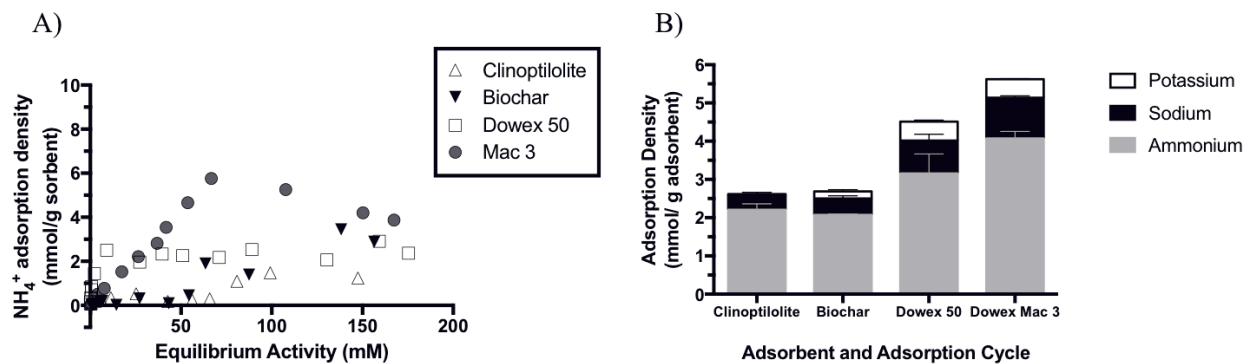 A)
NH4+ adsorption density
(mmol/g sorbent)
10
8
6
4
2
0
50
100
150
200
Equilibrium Activity (mM)
Clinoptilolite
Biochar
Dowex 50
Mac 3
B)
Adsorption Density
(mmol/ g adsorbent)
6
5
4
3
2
1
0
Clinoptilolite
Biochar
Dowex 50
Dowex Mac 3
Adsorbent and Adsorption Cycle
Potassium
Sodium
Ammonium